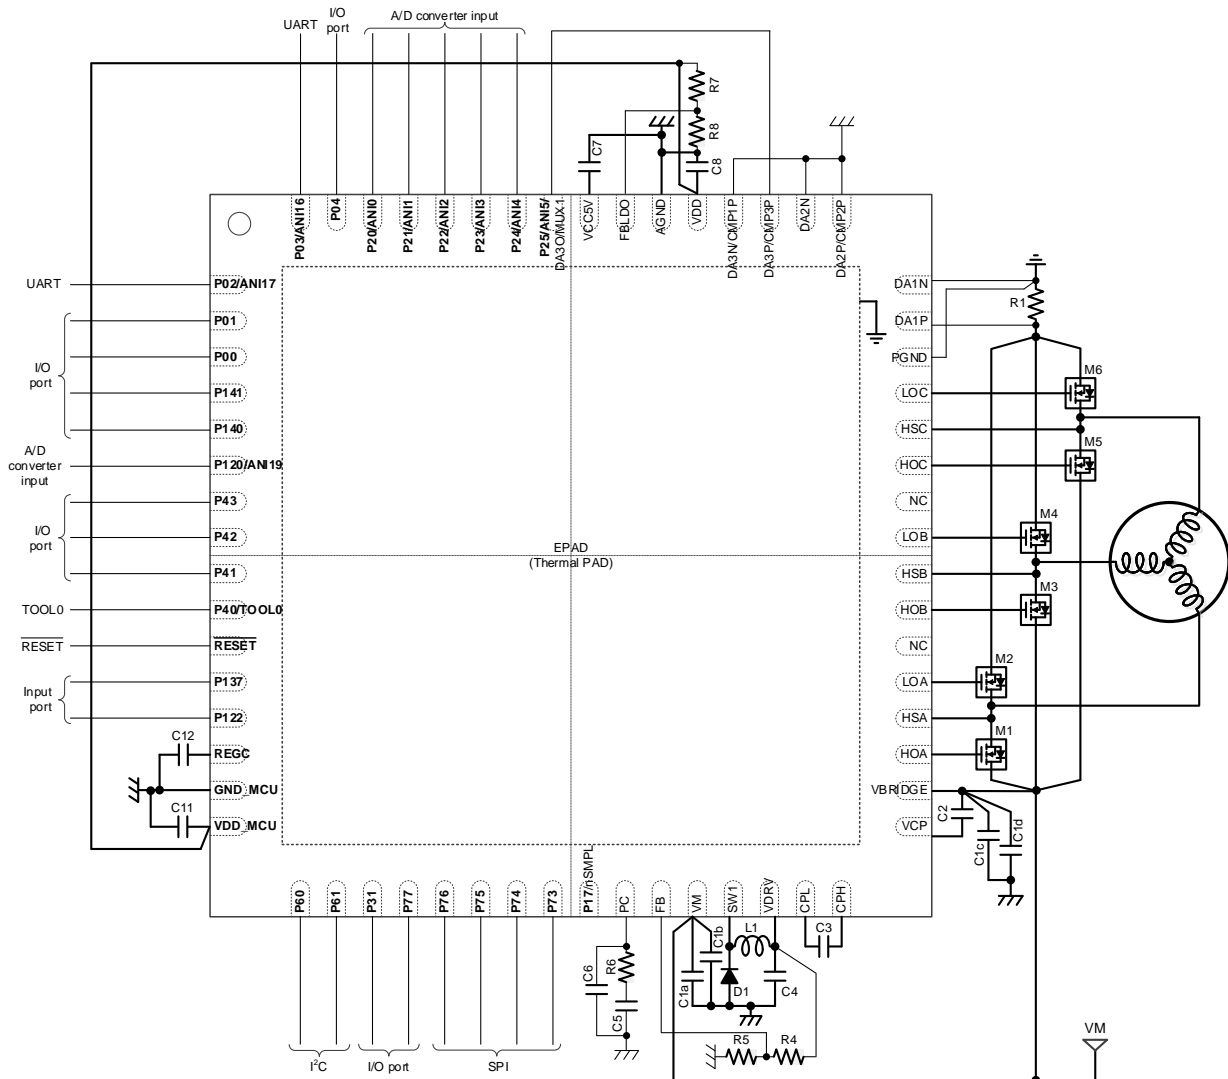 UART
I/O
port
A/D converter input
R7
R8
C7
C8
P03/ANI16
P04
P20/ANI0
P21/ANI1
P22/ANI2
P23/ANI3
P24/ANI4
P25/ANI5/
DA3O/MUX1
VCC5V
FBLDO
AGND
VDD
DA3N/CMP1P
DA3P/CMP3P
DA2N
DA2P/CMP2P
UART
P02/ANI17
P01
I/O
port
P00
P141
P140
A/D
converter
input
P120/ANI19
P43
I/O
port
P42
P41
TOOL0
P40/TOOL0
RESET
RESET
Input
port
P137
P122
C12
REGC
GND_MCU
C11
VDD_MCU
EPAD
(Thermal PAD)
DA1N
R1
DA1P
PGND
M6
LOC
HSC
M5
HOC
NC
M4
LOB
HSB
M3
HOB
NC
M2
LOA
HSA
M1
HOA
VBRIDGE
VCP
C2
C1c
C1d
P60
P61
P31
P77
P76
P75
P74
P73
P17/nSMPL
PC
FB
VM
SW1
VDRV
CPL
CPH
C6
R6
C5
C1a
C1b
L1
D1
C4
C3
R5
R4
I²C
I/O port
SPI
VM